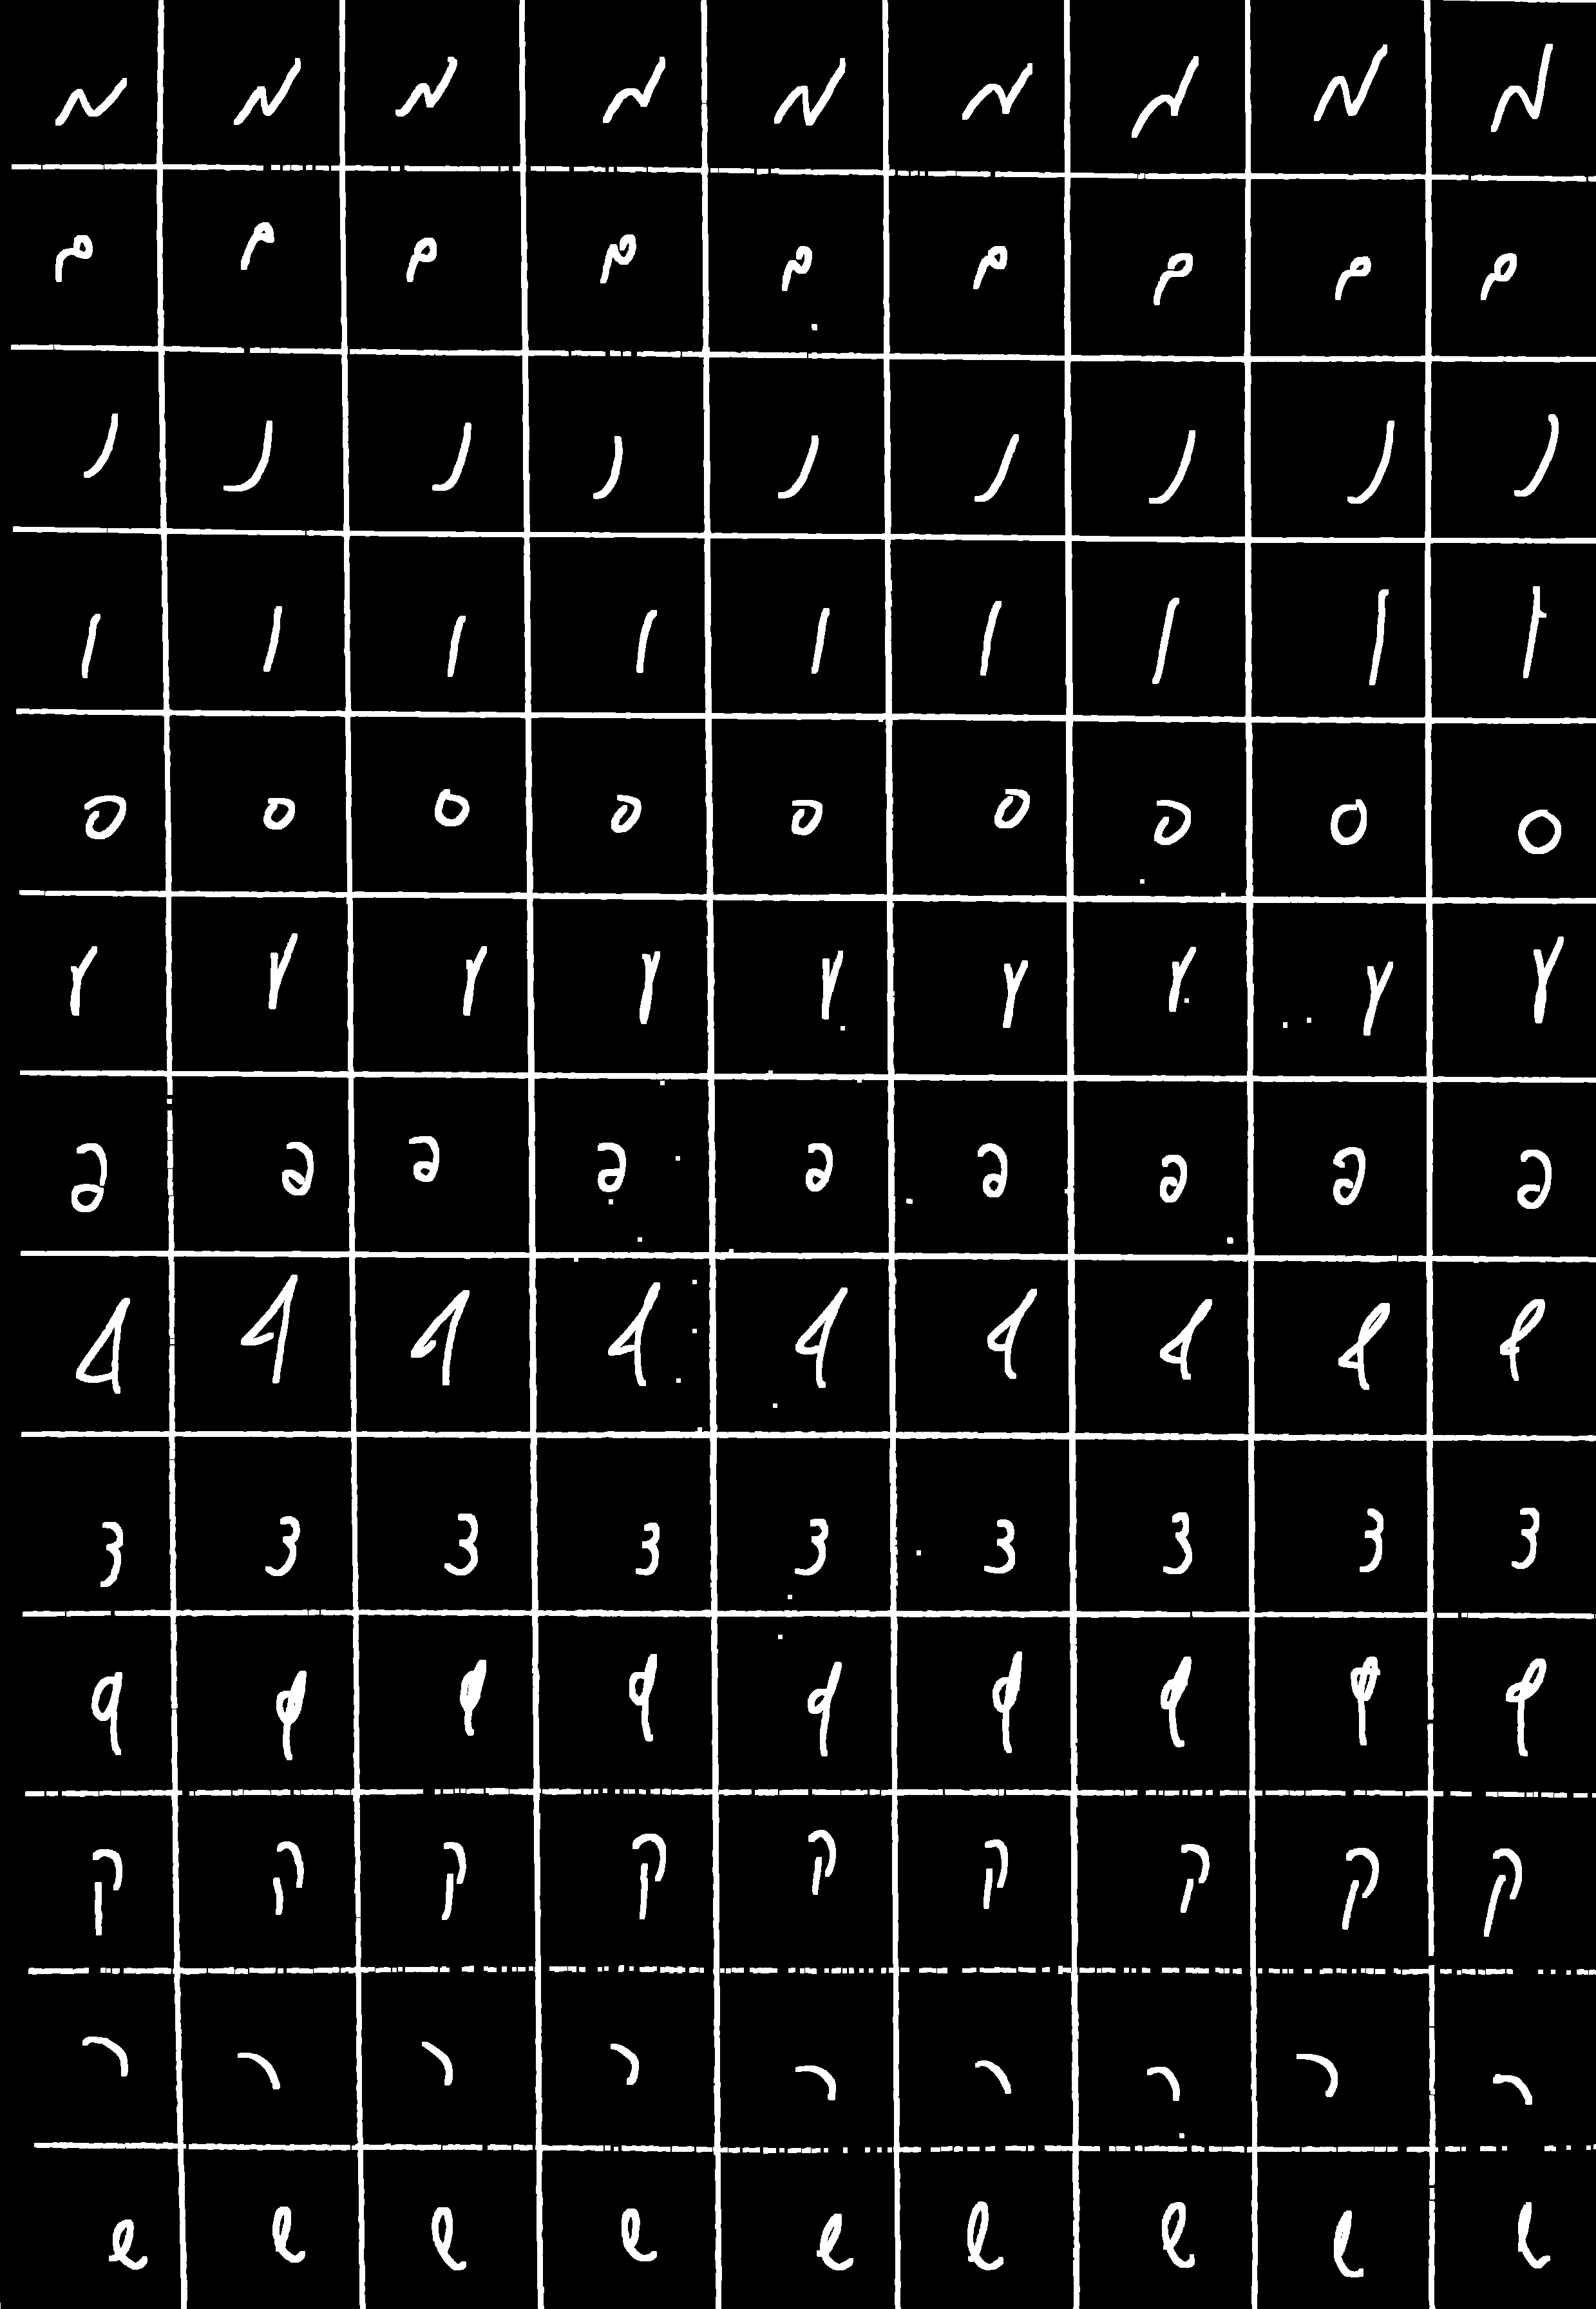 מ מ מ מ מ מ מ מ מ
ם ם ם ם ם ם ם ם ם
נ נ נ נ נ נ נ נ נ
ן ן ן ן ן ן ן ן ן
ס ס ס ס ס ס ס ס ס
ע ע ע ע ע ע ע ע ע
פ פ פ פ פ פ פ פ פ
ף ף ף ף ף ף ף ף ף
צ צ צ צ צ צ צ צ צ
ץ ץ ץ ץ ץ ץ ץ ץ ץ
ק ק ק ק ק ק ק ק ק
ר ר ר ר ר ר ר ר ר
ש ש ש ש ש ש ש ש ש